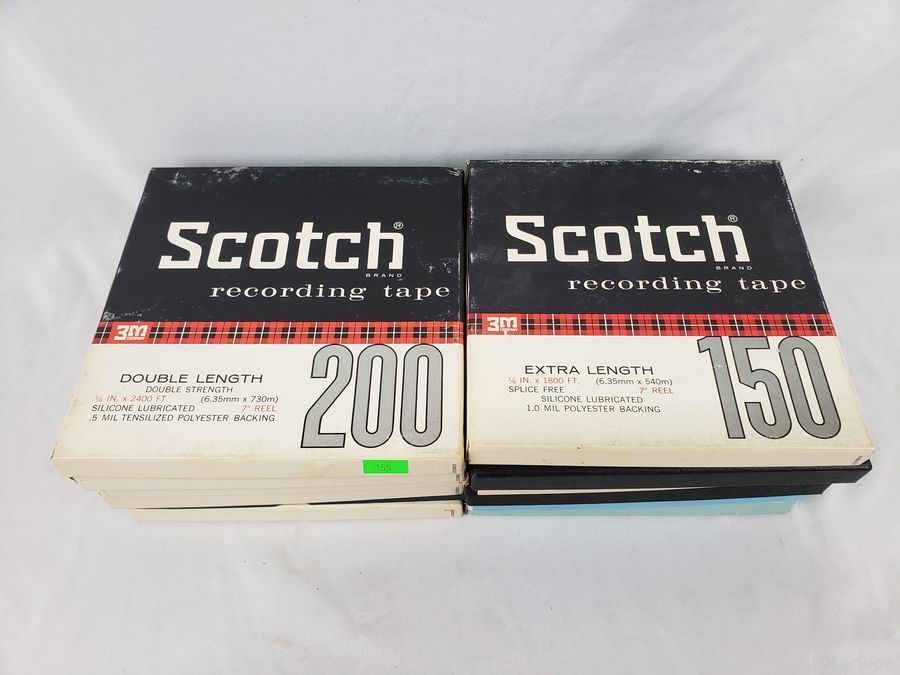 Scotch®
BRAND
recording tape
3M
COMPANY
DOUBLE LENGTH
DOUBLE STRENGTH
¼ IN. x 2400 FT. (6.35mm x 730m)
SILICONE LUBRICATED 7" REEL
.5 MIL TENSILIZED POLYESTER BACKING
200
155
Scotch®
BRAND
recording tape
3M
COMPANY
EXTRA LENGTH
¼ IN. x 1800 FT. (6.35mm x 540m)
SPLICE FREE 7" REEL
SILICONE LUBRICATED
1.0 MIL POLYESTER BACKING
150